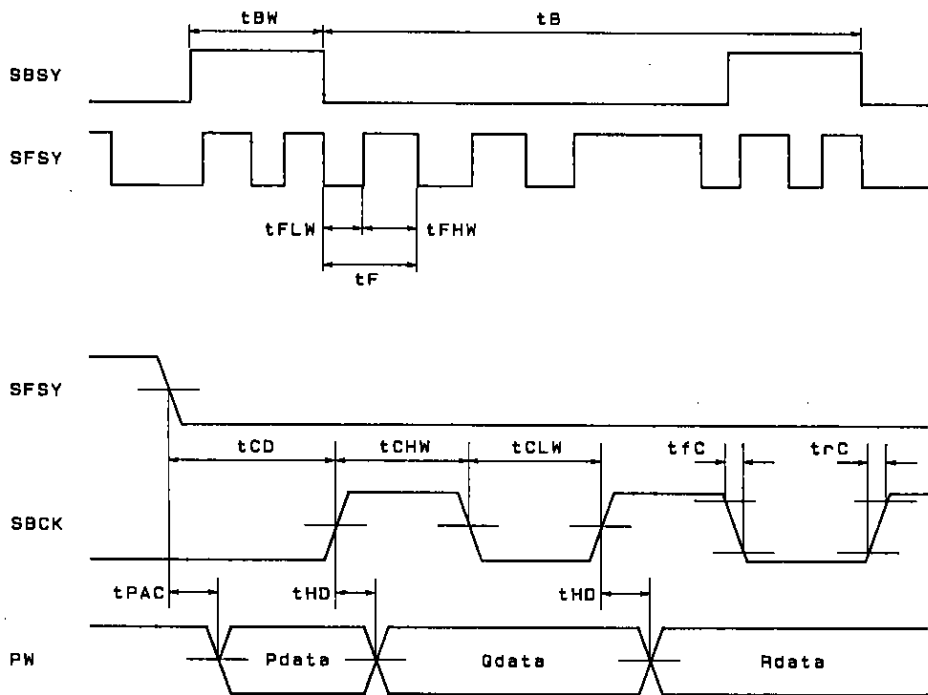 tBW tB
SBSY
SFSY
tFLW tFHW
tF
SFSY
tCD tCHW tCLW tfC trC
SBCK
tPAC tHD tHD
PW Pdata Qdata Rdata